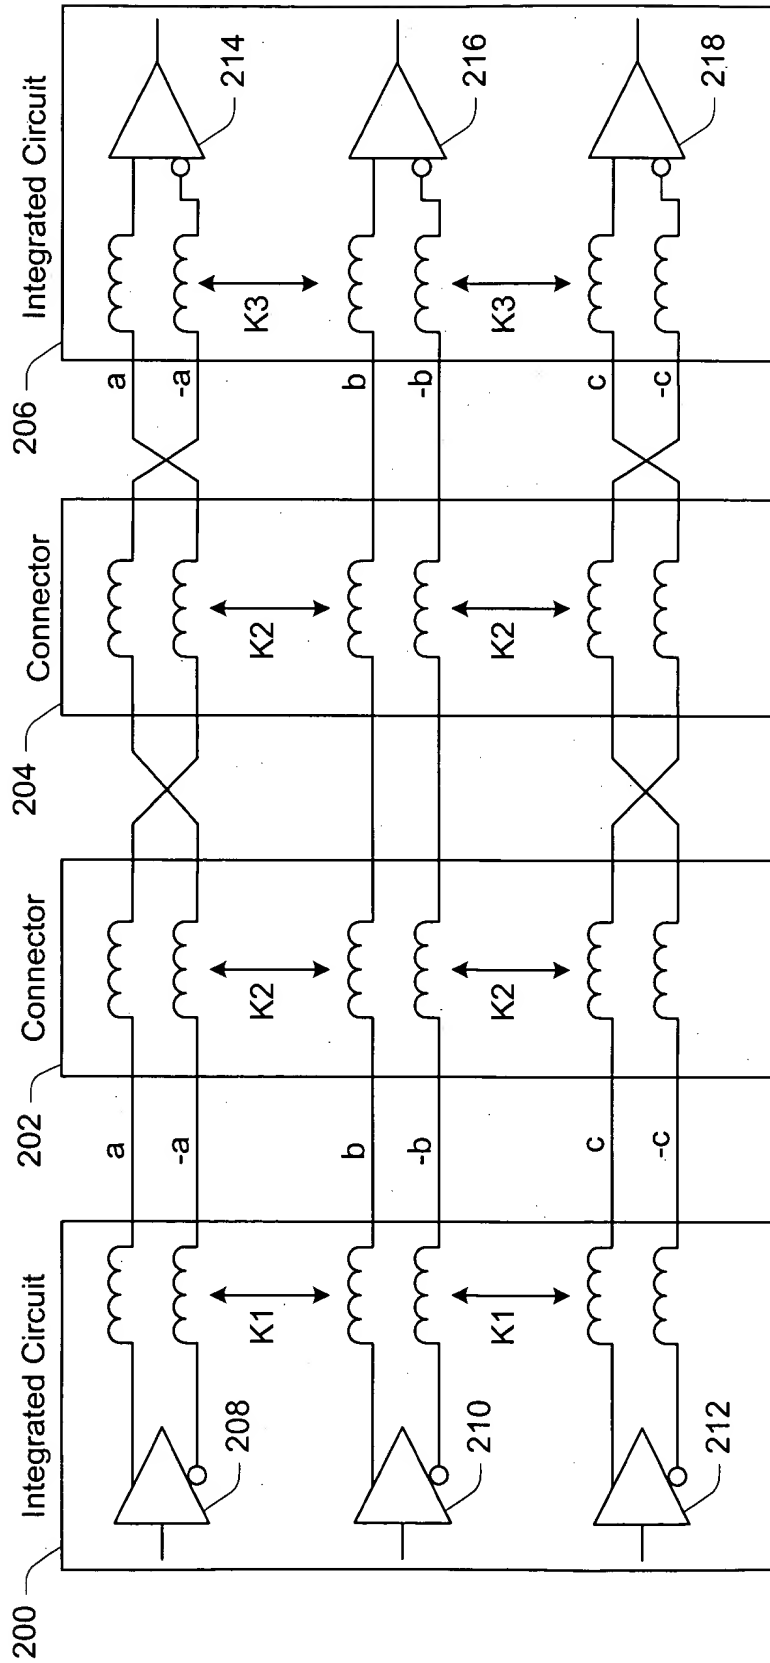 200
202
204
206
Integrated Circuit
Connector
Connector
Integrated Circuit
a
a
-a
-a
208
214
K1
K2
K2
K3
b
b
-b
-b
210
216
K1
K2
K2
K3
c
c
-c
-c
212
218